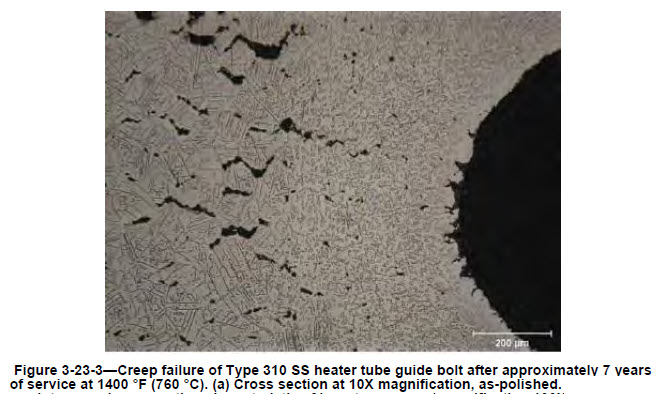 200 µm
Figure 3-23-3—Creep failure of Type 310 SS heater tube guide bolt after approximately 7 years
of service at 1400 °F (760 °C). (a) Cross section at 10X magnification, as-polished.